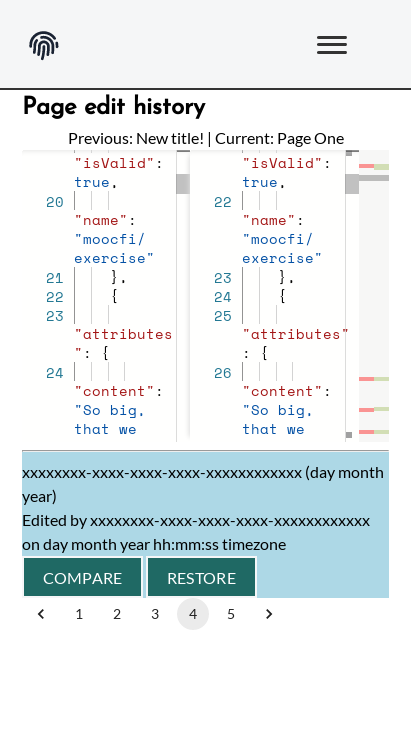 Page edit history
Previous: New title! | Current: Page One
"isValid":
true,
20
"name":
"moocfi/
exercise"
21 },
22 {
23
"attributes
": {
24
"content":
"So big,
that we
"isValid":
true,
22
"name":
"moocfi/
exercise"
23 },
24 {
25
"attributes"
: {
26
"content":
"So big,
that we
xxxxxxxx-xxxx-xxxx-xxxx-xxxxxxxxxxxx (day month
year)
Edited by xxxxxxxx-xxxx-xxxx-xxxx-xxxxxxxxxxxx
on day month year hh:mm:ss timezone
COMPARE RESTORE
1 2 3 4 5